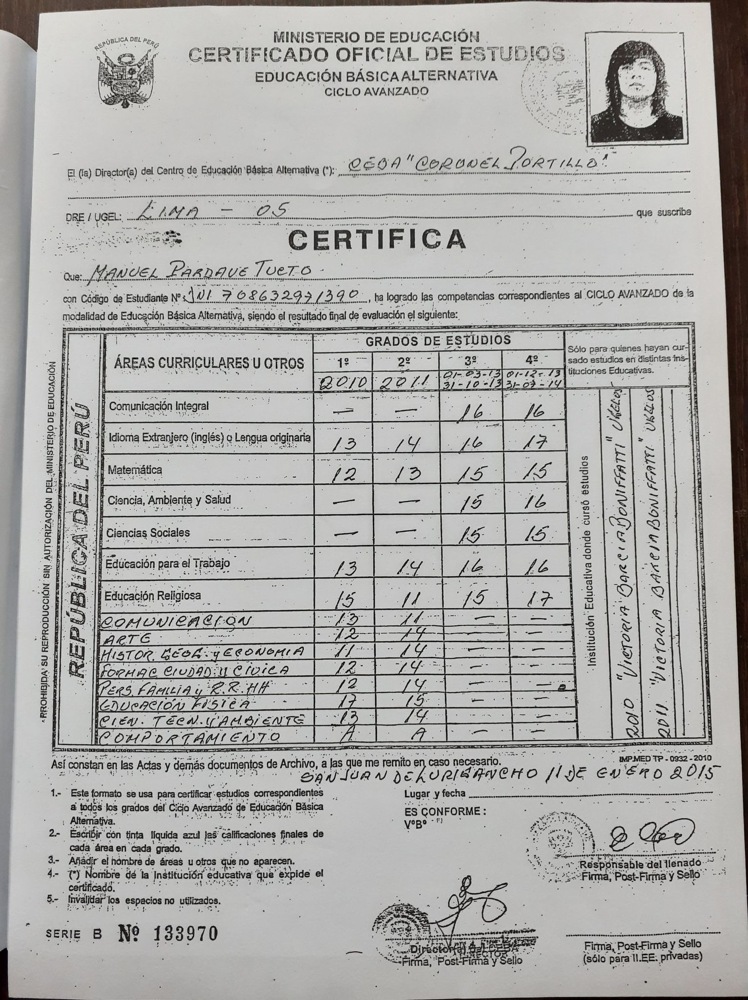 REPÚBLICA DEL PERÚ
MINISTERIO DE EDUCACIÓN
CERTIFICADO OFICIAL DE ESTUDIOS
EDUCACIÓN BÁSICA ALTERNATIVA
CICLO AVANZADO
El (la) Director(a) del Centro de Educación Básica Alternativa (*): CEBA "CORONEL PORTILLO"
DRE / UGEL: LIMA - 05 que suscribe
CERTIFICA
Que: MANUEL PARDAVE TUCTO
con Código de Estudiante Nº: DNI 708632971390, ha logrado las competencias correspondientes al CICLO AVANZADO de la
modalidad de Educación Básica Alternativa, siendo el resultado final de evaluación el siguiente:
PROHIBIDA SU REPRODUCCIÓN SIN AUTORIZACIÓN DEL MINISTERIO DE EDUCACIÓN
REPÚBLICA DEL PERÚ
ÁREAS CURRICULARES U OTROS
GRADOS DE ESTUDIOS
1º 2º 3º 4º
2010 2011 01-03-13 31-10-13 01-12-13 31-07-14
Sólo para quienes hayan cur-
sado estudios en distintas Ins-
tituciones Educativas.
Comunicación Integral — — 16 16
Idioma Extranjero (inglés) o Lengua originaria 13 14 16 17
Matemática 12 13 15 15
Ciencia, Ambiente y Salud — — 15 16
Ciencias Sociales — — 15 15
Educación para el Trabajo 13 14 16 16
Educación Religiosa 15 11 15 17
COMUNICACION 13 11 — —
ARTE 12 14 — —
HISTOR. GEOG. y ECONOMIA 11 14 — —
FORMAC CIUDAD. y CIVICA 12 14 — —
PERS. FAMILIA y R.R.HH 12 14 — —
EDUCACIÓN FISICA 17 15 — —
CIEN. TECN. y AMBIENTE 13 14 —
COMPORTAMIENTO A A — —
Institución Educativa donde cursó estudios
2010 "VICTORIA BARCIA BONIFFATTI"
2011 "VICTORIA BARCIA BONIFFATTI"
Así constan en las Actas y demás documentos de Archivo, a las que me remito en caso necesario.
IMP.MED TP - 0932 - 2010
SAN JUAN DE LURIGANCHO 11 DE ENERO 2015
Lugar y fecha
1.- Este formato se usa para certificar estudios correspondientes
a todos los grados del Ciclo Avanzado de Educación Básica
Alternativa.
2.- Escribir con tinta líquida azul las calificaciones finales de
cada área en cada grado.
3.- Añadir el nombre de áreas u otros que no aparecen.
4.- (*) Nombre de la Institución educativa que expide el
certificado.
5.- Invalidar los espacios no utilizados.
ES CONFORME:
VºBº
Responsable del llenado
Firma, Post-Firma y Sello
SERIE B Nº 133970
Director(a) del CEBA
DIRECTOR
Firma, Post-Firma y Sello
Firma, Post-Firma y Sello
(sólo para II.EE. privadas)